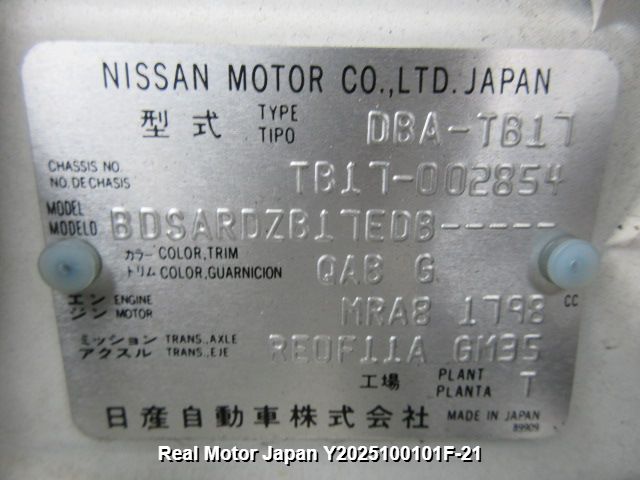 NISSAN MOTOR CO.,LTD.JAPAN
型式 TYPE TIPO DBA-TB17
CHASSIS NO. NO.DE CHASIS TB17-002854
MODEL MODELO BDSARDZB17EDB-----
カラー COLOR,TRIM
トリム COLOR,GUARNICION QAB G
エンジン ENGINE MOTOR MRA8 1798 CC
ミッション TRANS.,AXLE
アクスル TRANS.,EJE RE0F11A GM35
工場 PLANT PLANTA T
日産自動車株式会社 MADE IN JAPAN
89909
Real Motor Japan Y2025100101F-21